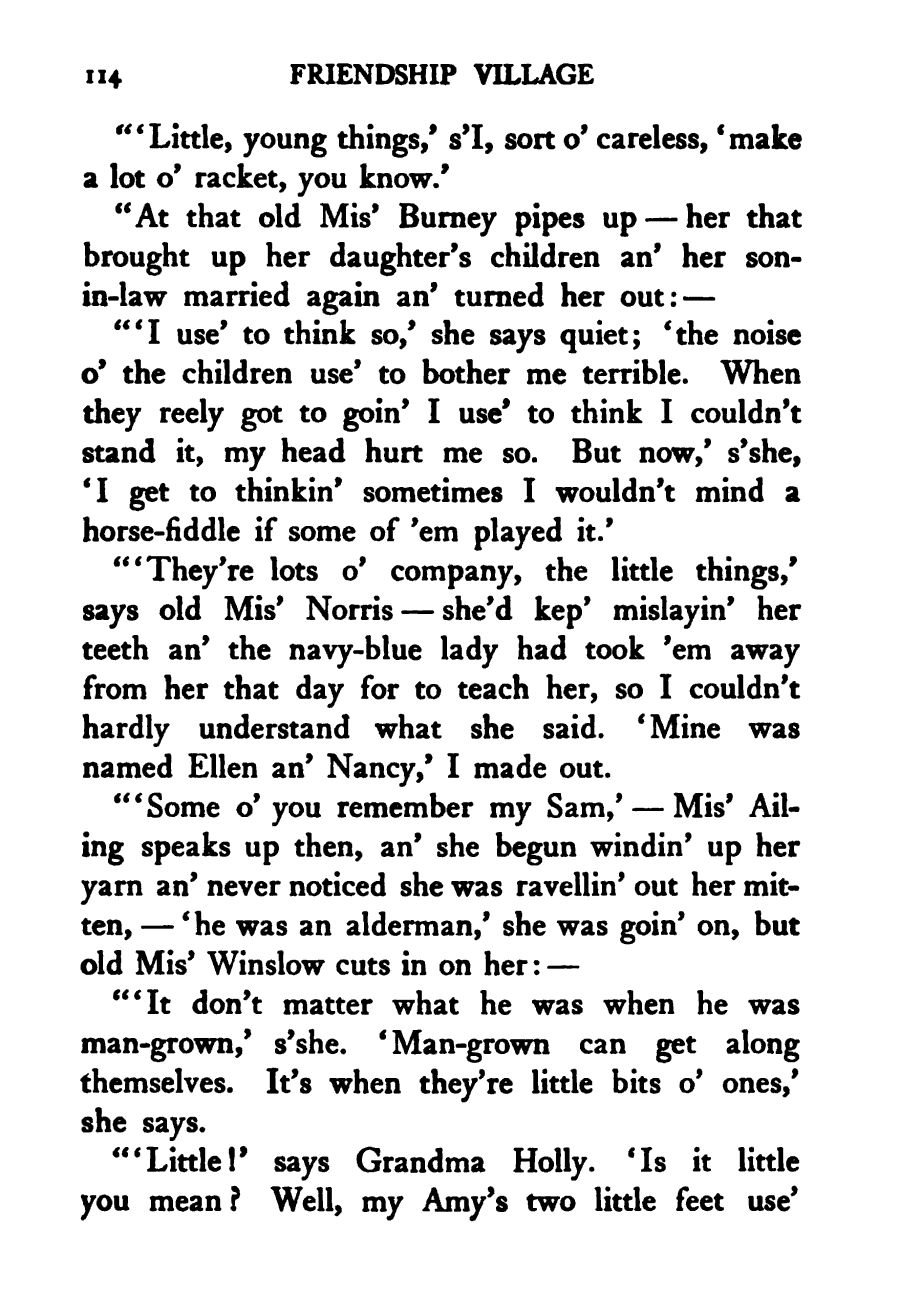 114 FRIENDSHIP VILLAGE
“‘Little, young things,’ s’I, sort o’ careless, ‘make
a lot o’ racket, you know.’
“At that old Mis’ Burney pipes up — her that
brought up her daughter’s children an’ her son-
in-law married again an’ turned her out: —
“‘I use’ to think so,’ she says quiet; ‘the noise
o’ the children use’ to bother me terrible. When
they reely got to goin’ I use’ to think I couldn’t
stand it, my head hurt me so. But now,’ s’she,
‘I get to thinkin’ sometimes I wouldn’t mind a
horse-fiddle if some of ’em played it.’
“‘They’re lots o’ company, the little things,’
says old Mis’ Norris — she’d kep’ mislayin’ her
teeth an’ the navy-blue lady had took ’em away
from her that day for to teach her, so I couldn’t
hardly understand what she said. ‘Mine was
named Ellen an’ Nancy,’ I made out.
“‘Some o’ you remember my Sam,’ — Mis’ Ail-
ing speaks up then, an’ she begun windin’ up her
yarn an’ never noticed she was ravellin’ out her mit-
ten, — ‘he was an alderman,’ she was goin’ on, but
old Mis’ Winslow cuts in on her: —
“‘It don’t matter what he was when he was
man-grown,’ s’she. ‘Man-grown can get along
themselves. It’s when they’re little bits o’ ones,’
she says.
“‘Little!’ says Grandma Holly. ‘Is it little
you mean? Well, my Amy’s two little feet use’